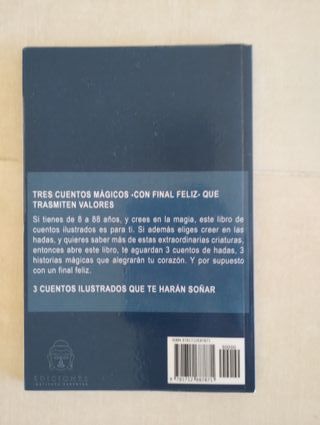 TRES CUENTOS MÁGICOS -CON FINAL FELIZ- QUE
TRASMITEN VALORES
Si tienes de 8 a 88 años, y crees en la magia, este libro de
cuentos ilustrados es para ti. Si además eliges creer en las
hadas, y quieres saber más de estas extraordinarias criaturas,
entonces abre este libro, te aguardan 3 cuentos de hadas, 3
historias mágicas que alegrarán tu corazón. Y por supuesto
con un final feliz.
3 CUENTOS ILUSTRADOS QUE TE HARÁN SOÑAR
EDICIONES
90000